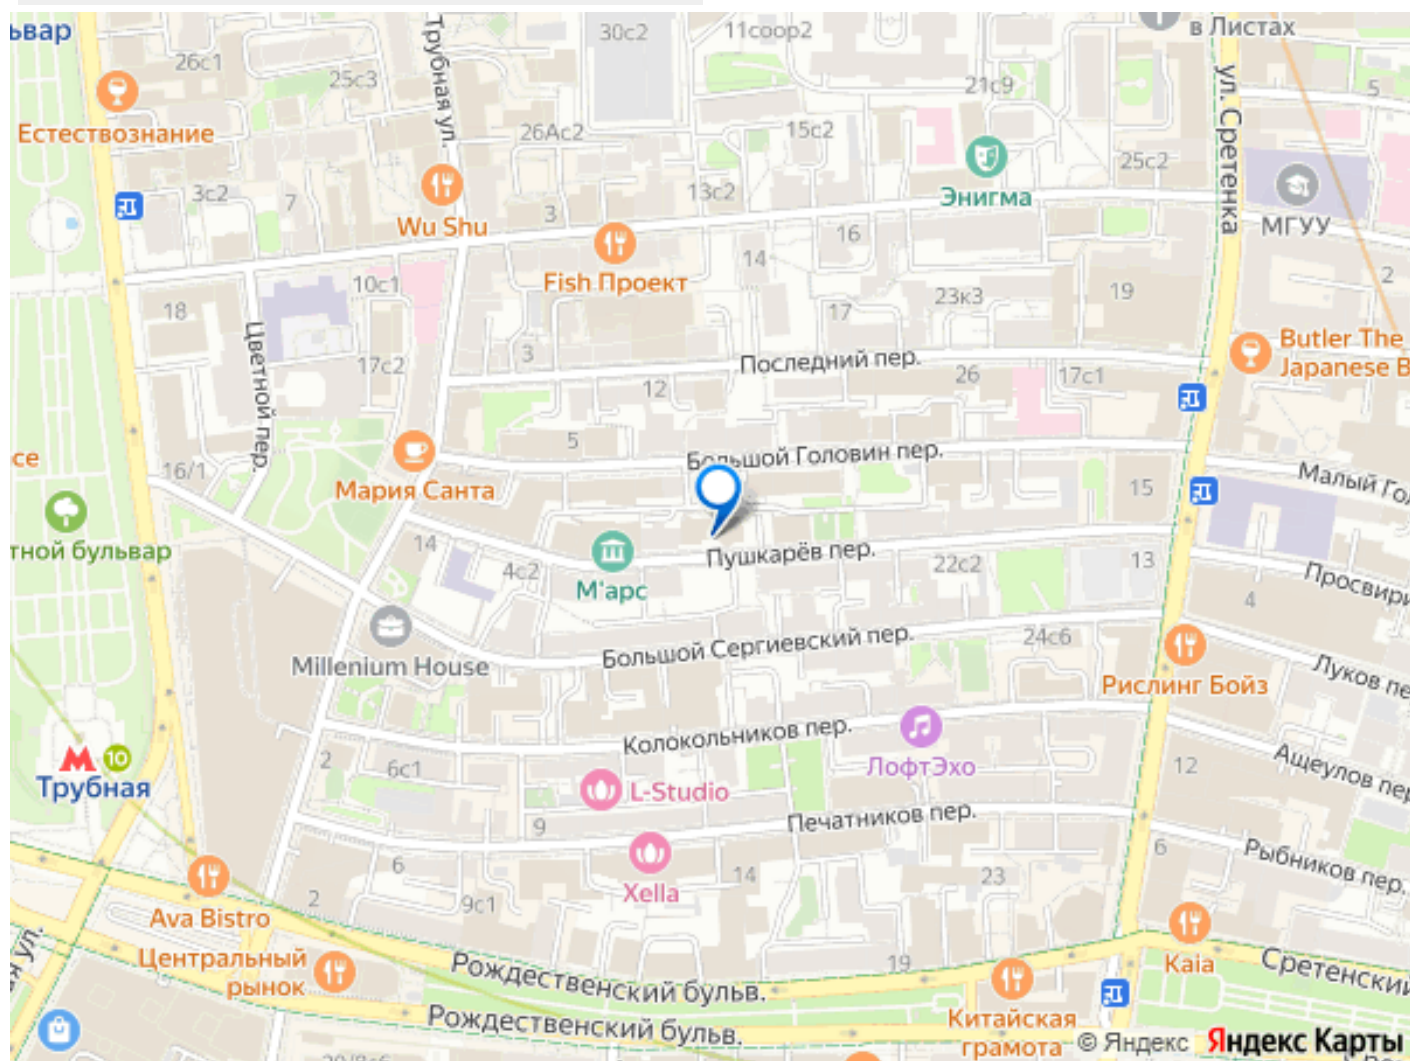 ьвар
Трубная ул.
30с2
11соор2
в Листах
26с1
25с3
21с9
5
Естествознание
26Ас2
15с2
ул. Сретенка
25с2
3с2
7
Wu Shu
3
13с2
Энигма
МГУУ
16
Fish Проект
14
10с1
2
18
17
23к3
19
Цветной пер.
3
Последний пер.
Butler The
Japanese B
17с2
12
26
17с1
5
Большой Головин пер.
се
16/1
Мария Санта
15
Малый Гол
тной бульвар
14
4с2
М'арс
Пушкарёв пер.
22с2
13
Просвири
4
Millenium House
Большой Сергиевский пер.
24с6
Рислинг Бойз
Луков пе
Колокольников пер.
ЛофтЭхо
Ащеулов пер
10
Трубная
2
6с1
L-Studio
12
9
Печатников пер.
6
Xella
14
23
6
Рыбников пер.
Ava Bistro
2
9с1
Центральный
рынок
Рождественский бульв.
19
Kaia
Сретенский
Рождественский бульв.
Китайская
грамота
© Яндекс
Яндекс Карты